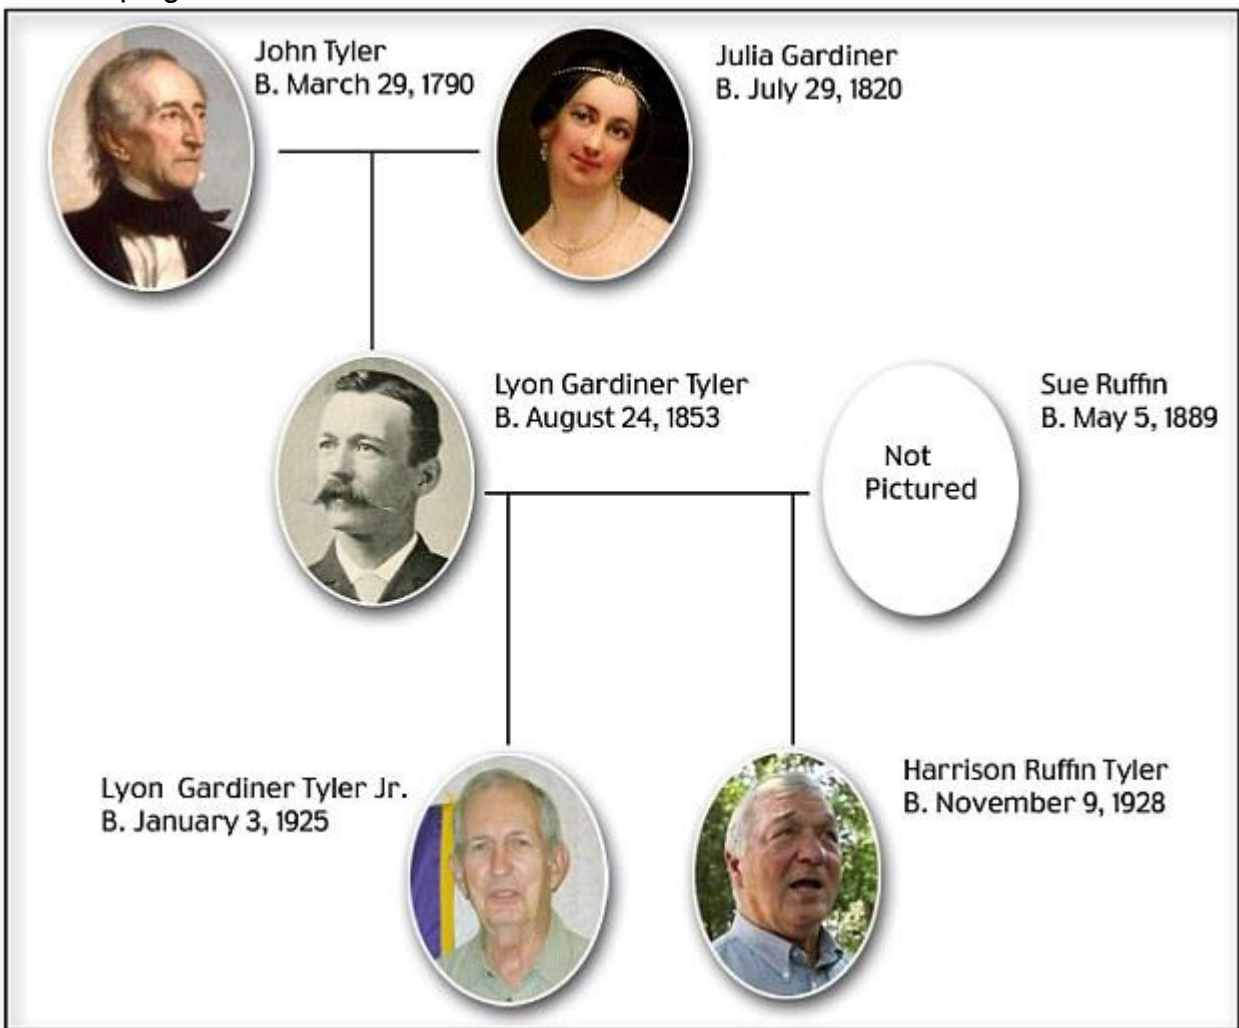 John Tyler
B. March 29, 1790
Julia Gardiner
B. July 29, 1820
Lyon Gardiner Tyler
B. August 24, 1853
Sue Ruffin
B. May 5, 1889
Not
Pictured
Lyon Gardiner Tyler Jr.
B. January 3, 1925
Harrison Ruffin Tyler
B. November 9, 1928